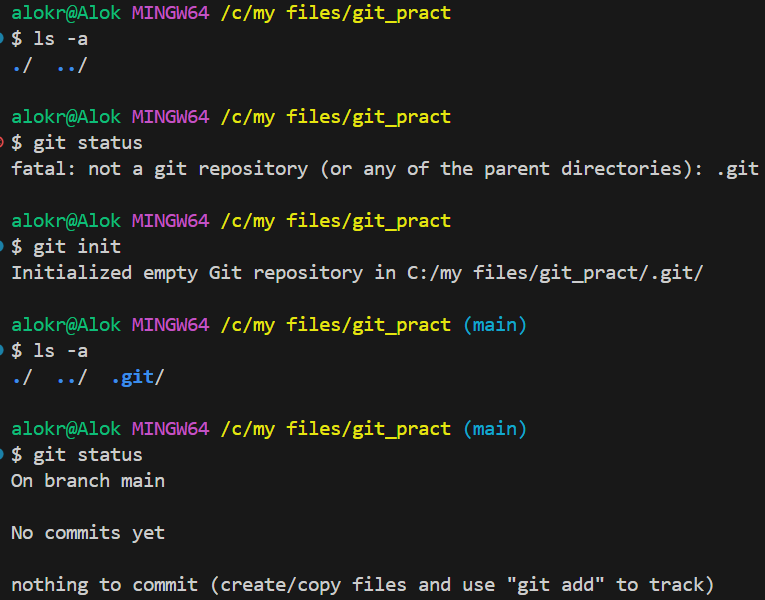 alokr@Alok MINGW64 /c/my files/git_pract
$ ls -a
./  ../
alokr@Alok MINGW64 /c/my files/git_pract
$ git status
fatal: not a git repository (or any of the parent directories): .git
alokr@Alok MINGW64 /c/my files/git_pract
$ git init
Initialized empty Git repository in C:/my files/git_pract/.git/
alokr@Alok MINGW64 /c/my files/git_pract (main)
$ ls -a
./  ../  .git/
alokr@Alok MINGW64 /c/my files/git_pract (main)
$ git status
On branch main
No commits yet
nothing to commit (create/copy files and use "git add" to track)